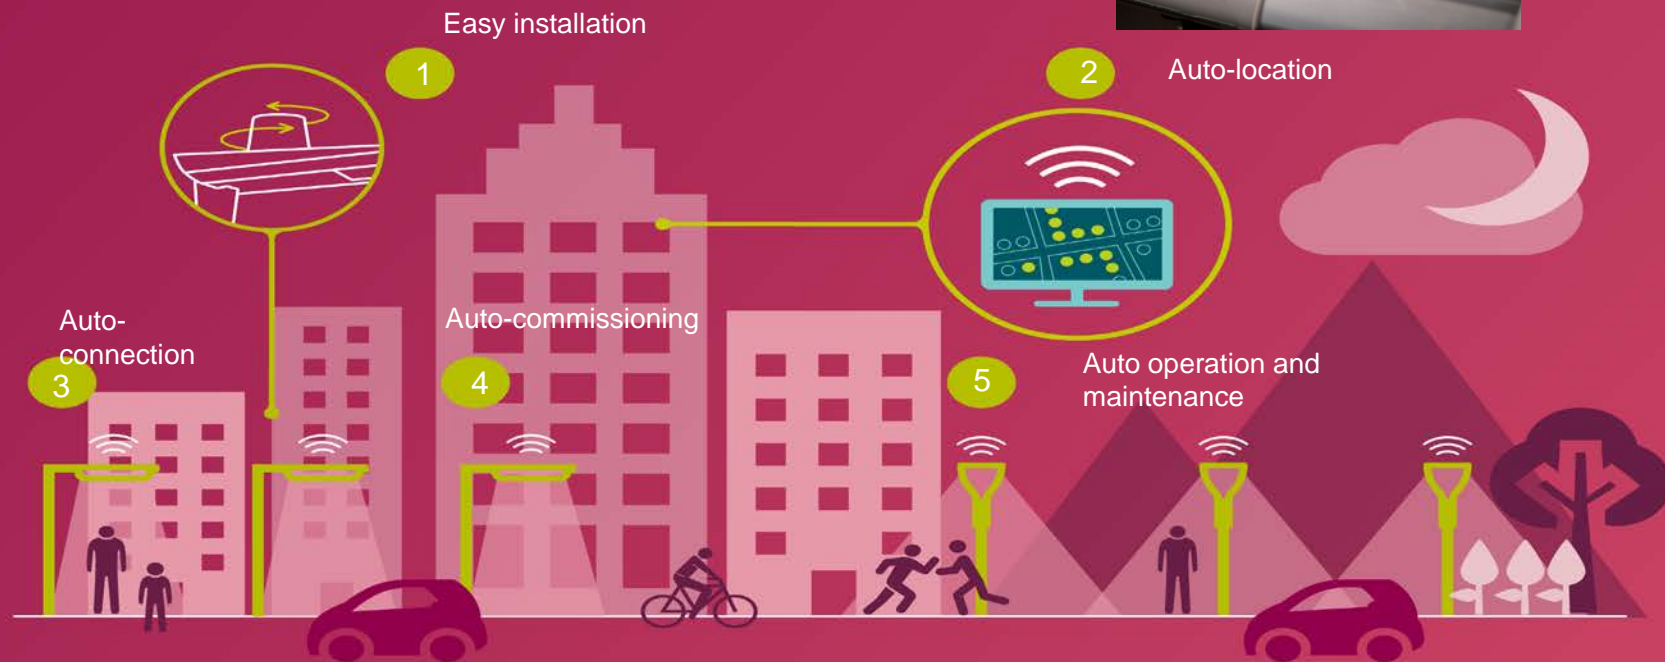 Easy installation
1
2
Auto-location
Auto-
connection
3
Auto-commissioning
4
5
Auto operation and
maintenance